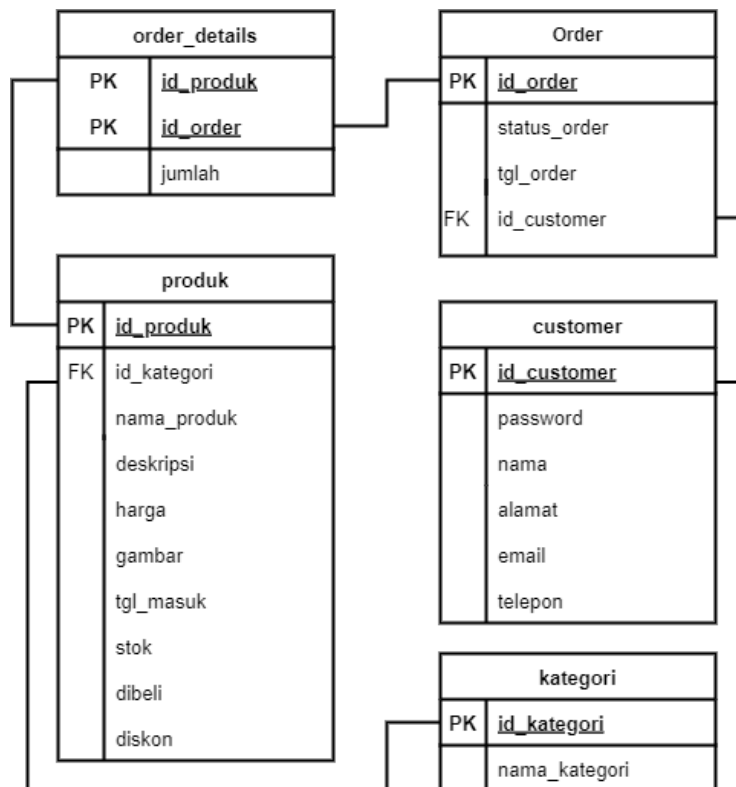 order_details
PK id_produk
PK id_order
jumlah
Order
PK id_order
status_order
tgl_order
FK id_customer
produk
PK id_produk
FK id_kategori
nama_produk
deskripsi
harga
gambar
tgl_masuk
stok
dibeli
diskon
customer
PK id_customer
password
nama
alamat
email
telepon
kategori
PK id_kategori
nama_kategori